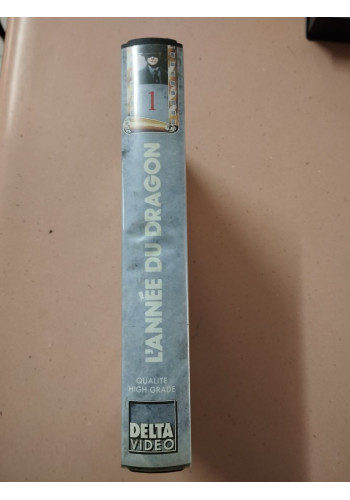 1
L'ANNÉE DU DRAGON
QUALITE
HIGH GRADE
DELTA
VIDEO